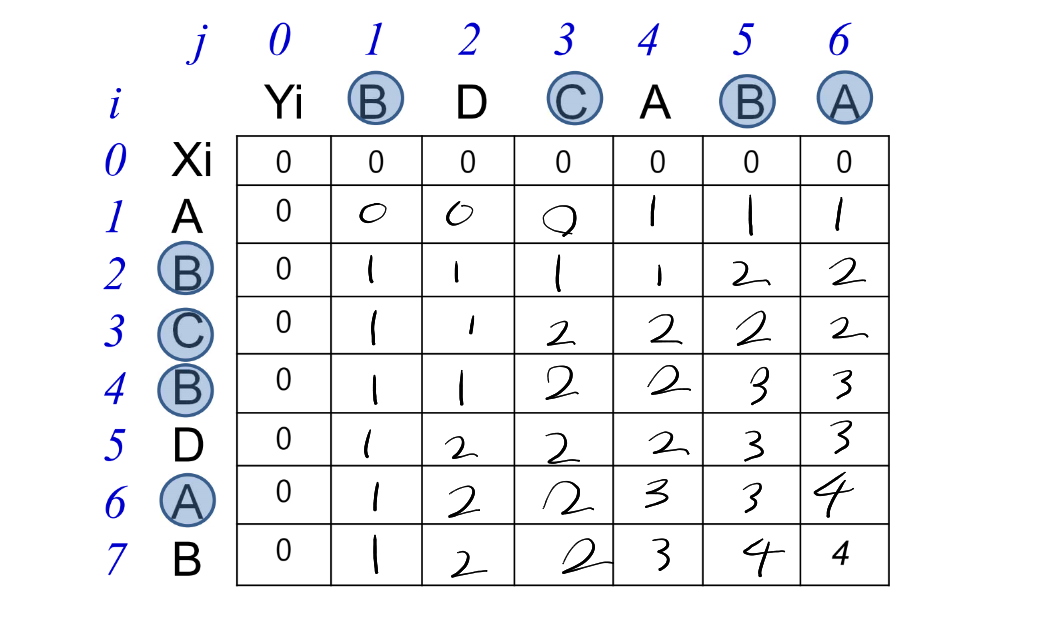 j 0 1 2 3 4 5 6
i Yi B D C A B A
0 Xi 0 0 0 0 0 0 0
1 A 0 0 0 0 1 1 1
2 B 0 1 1 1 1 2 2
3 C 0 1 1 2 2 2 2
4 B 0 1 1 2 2 3 3
5 D 0 1 2 2 2 3 3
6 A 0 1 2 2 3 3 4
7 B 0 1 2 2 3 4 4